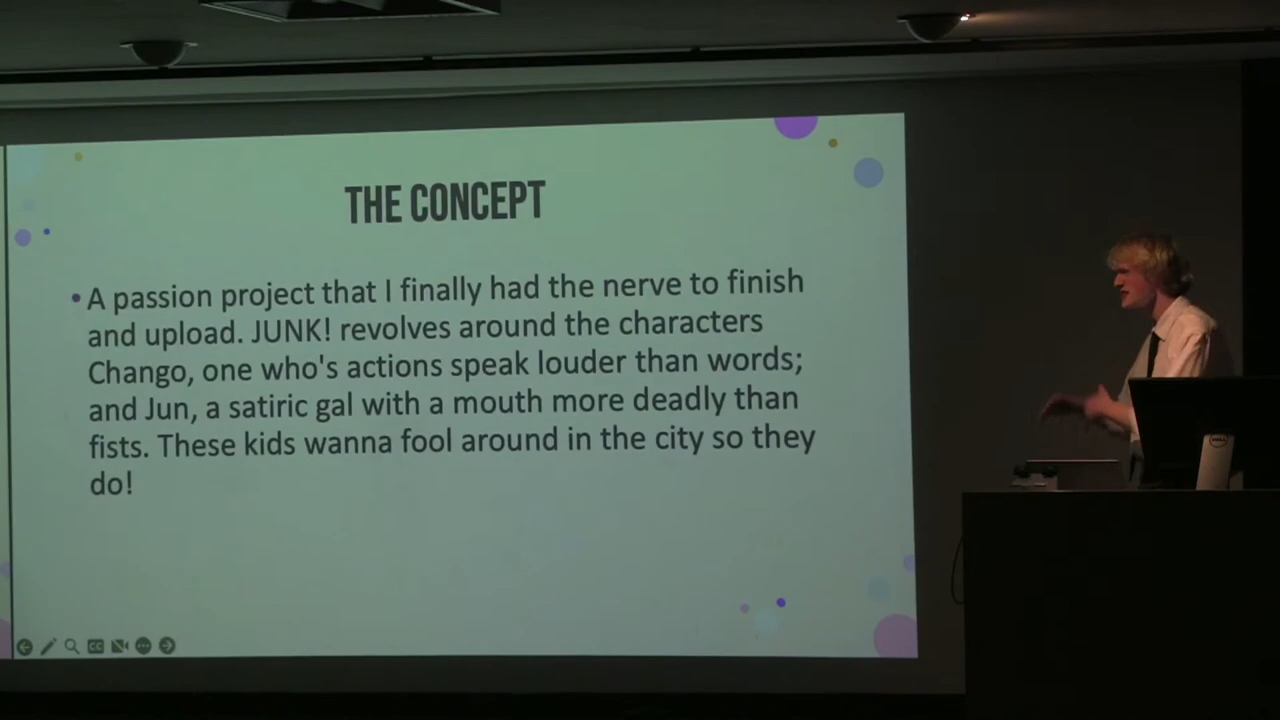 THE CONCEPT
• A passion project that I finally had the nerve to finish
and upload. JUNK! revolves around the characters
Chango, one who's actions speak louder than words;
and Jun, a satiric gal with a mouth more deadly than
fists. These kids wanna fool around in the city so they
do!
CC
DELL